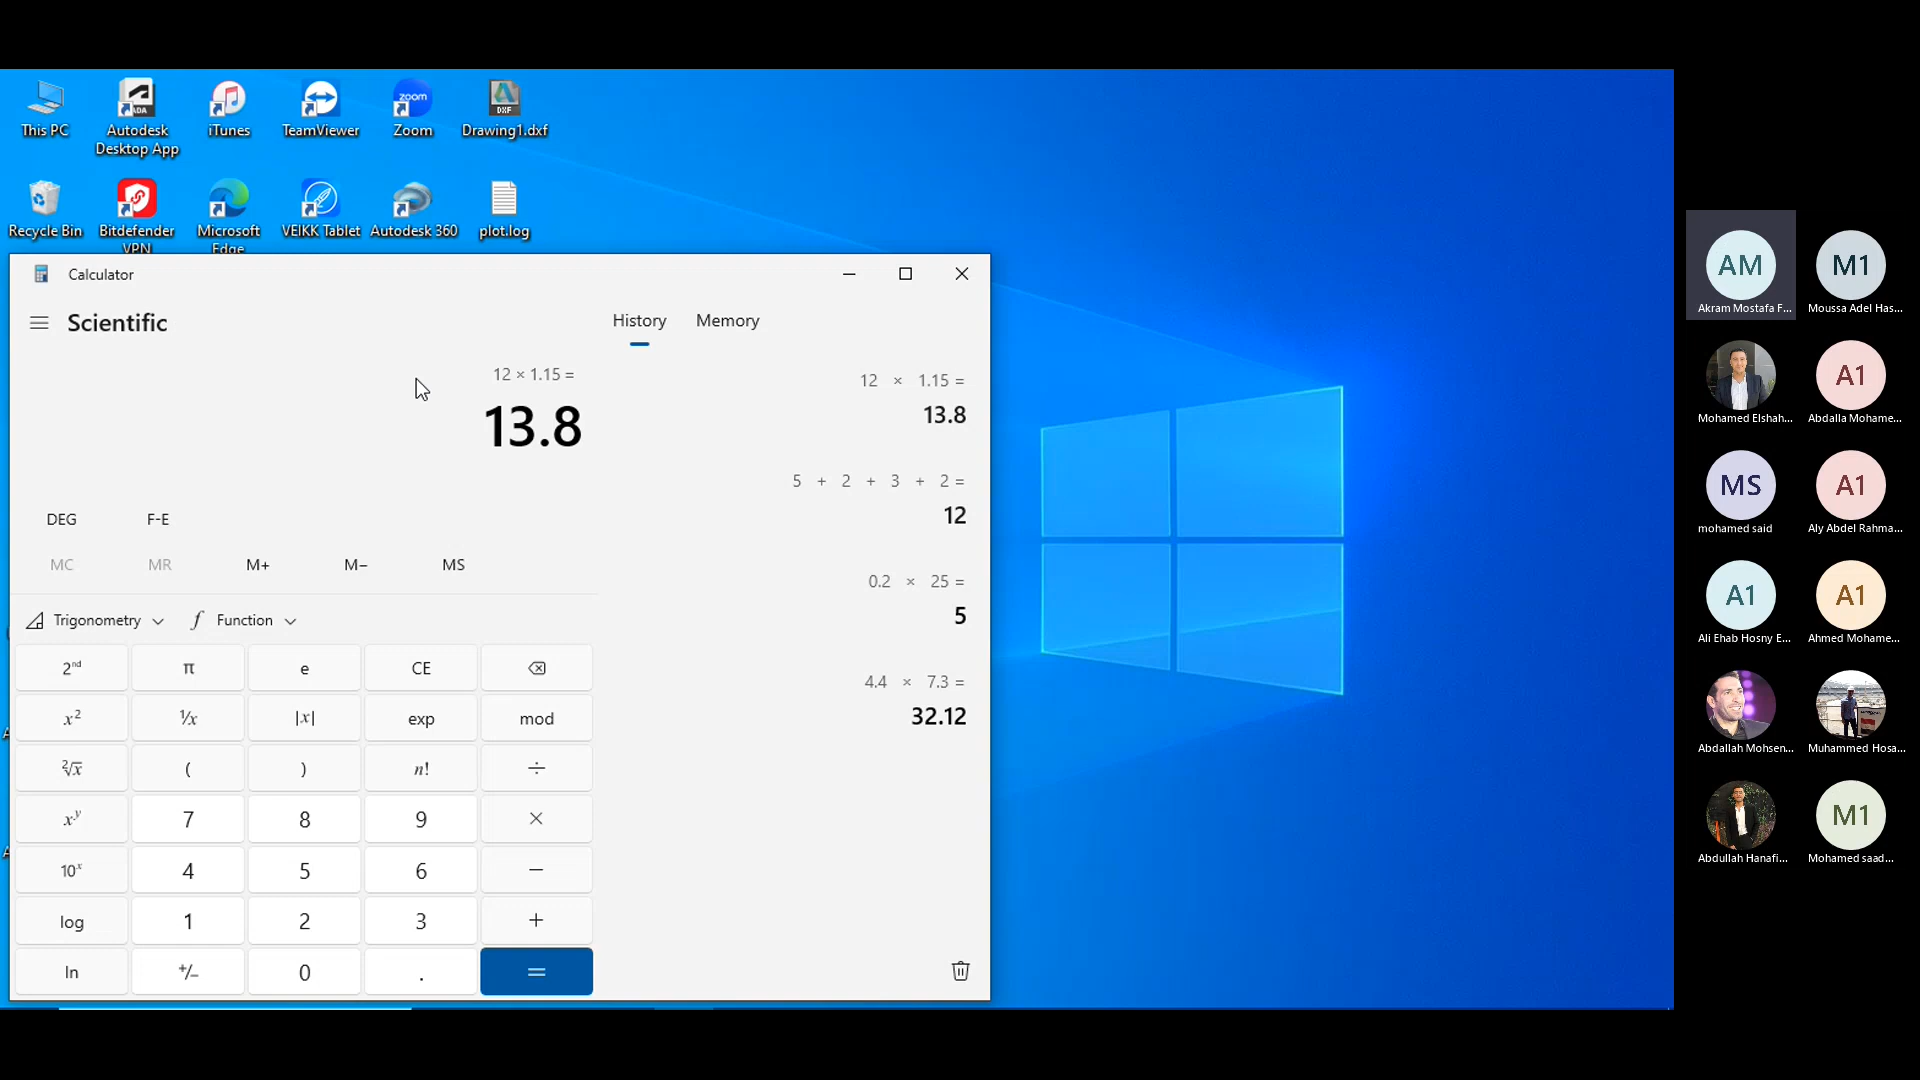 This PC
Autodesk Desktop App
iTunes
TeamViewer
zoom
Zoom
DXF
Drawing1.dxf
Recycle Bin
Bitdefender VPN
Microsoft Edge
VEIKK Tablet
Autodesk 360
plot.log
Calculator
Scientific
History
Memory
12 × 1.15 =
13.8
DEG
F-E
MC
MR
M+
M−
MS
Trigonometry
f Function
2ⁿᵈ
π
e
CE
x²
⅟x
|x|
exp
mod
²√x
(
)
n!
÷
xʸ
7
8
9
×
10ˣ
4
5
6
−
log
1
2
3
+
ln
+/−
0
.
=
12 × 1.15 =
13.8
5 + 2 + 3 + 2 =
12
0.2 × 25 =
5
4.4 × 7.3 =
32.12
AM
Akram Mostafa F...
M1
Moussa Adel Has...
Mohamed Elshah...
A1
Abdalla Mohame...
MS
mohamed said
A1
Aly Abdel Rahma...
A1
Ali Ehab Hosny E...
A1
Ahmed Mohame...
Abdallah Mohsen...
Muhammed Hosa...
Abdullah Hanafi...
M1
Mohamed saad...